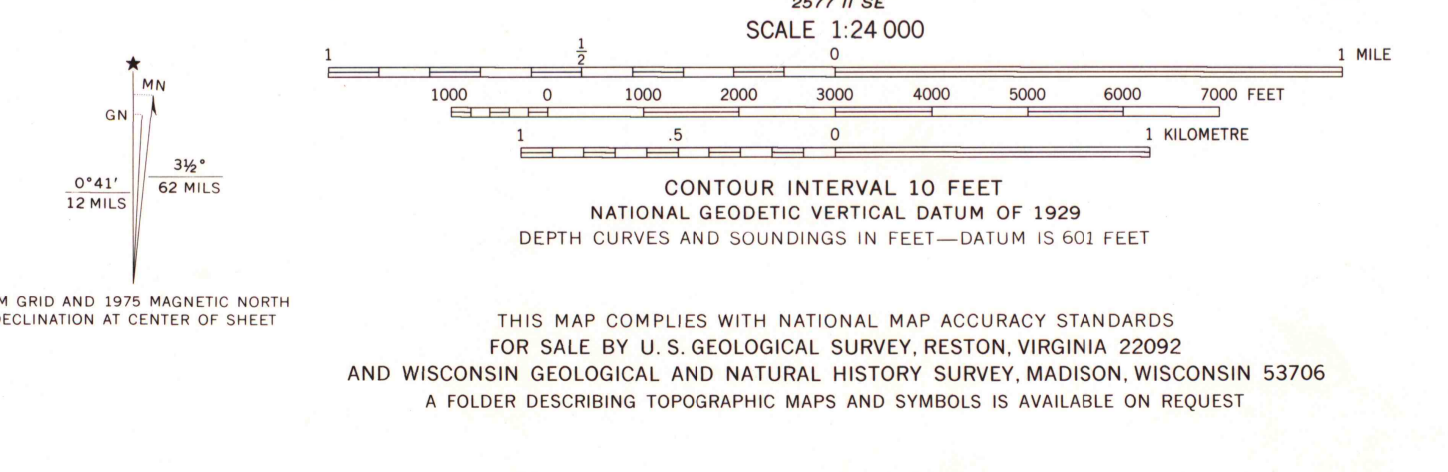 2577 II SE
SCALE 1:24 000
1 ½ 0 1 MILE
1000 0 1000 2000 3000 4000 5000 6000 7000 FEET
1 .5 0 1 KILOMETRE
CONTOUR INTERVAL 10 FEET
NATIONAL GEODETIC VERTICAL DATUM OF 1929
DEPTH CURVES AND SOUNDINGS IN FEET—DATUM IS 601 FEET
★
MN
GN
3½°
62 MILS
0°41′
12 MILS
GRID AND 1975 MAGNETIC NORTH
AT CENTER OF SHEET
THIS MAP COMPLIES WITH NATIONAL MAP ACCURACY STANDARDS
FOR SALE BY U. S. GEOLOGICAL SURVEY, RESTON, VIRGINIA 22092
AND WISCONSIN GEOLOGICAL AND NATURAL HISTORY SURVEY, MADISON, WISCONSIN 53706
A FOLDER DESCRIBING TOPOGRAPHIC MAPS AND SYMBOLS IS AVAILABLE ON REQUEST